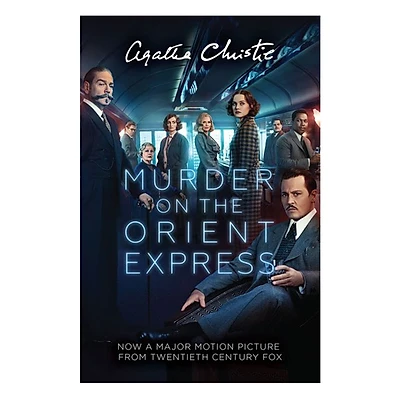 Agatha Christie
MURDER
ON THE
ORIENT
EXPRESS
NOW A MAJOR MOTION PICTURE
FROM TWENTIETH CENTURY FOX